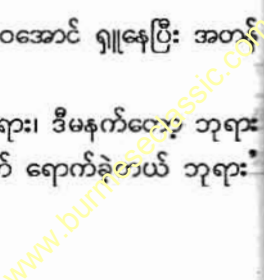 ဝအောင် ရှူနေပြီး အတွ
ရား၊ ဒီမနက်တော့ ဘုရား
်ရောက်ခဲ့တယ် ဘုရား"
www.burmeseclassic.com